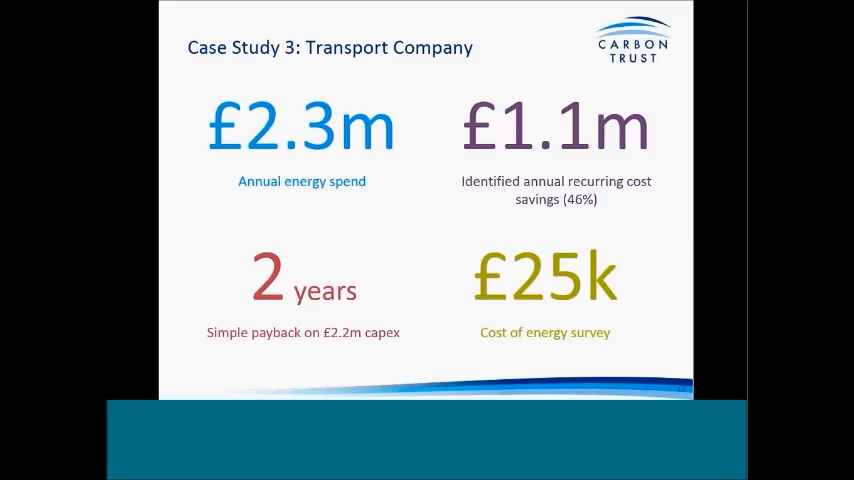 Case Study 3: Transport Company
CARBON
TRUST
£2.3m
Annual energy spend
£1.1m
Identified annual recurring cost
savings (46%)
2 years
Simple payback on £2.2m capex
£25k
Cost of energy survey